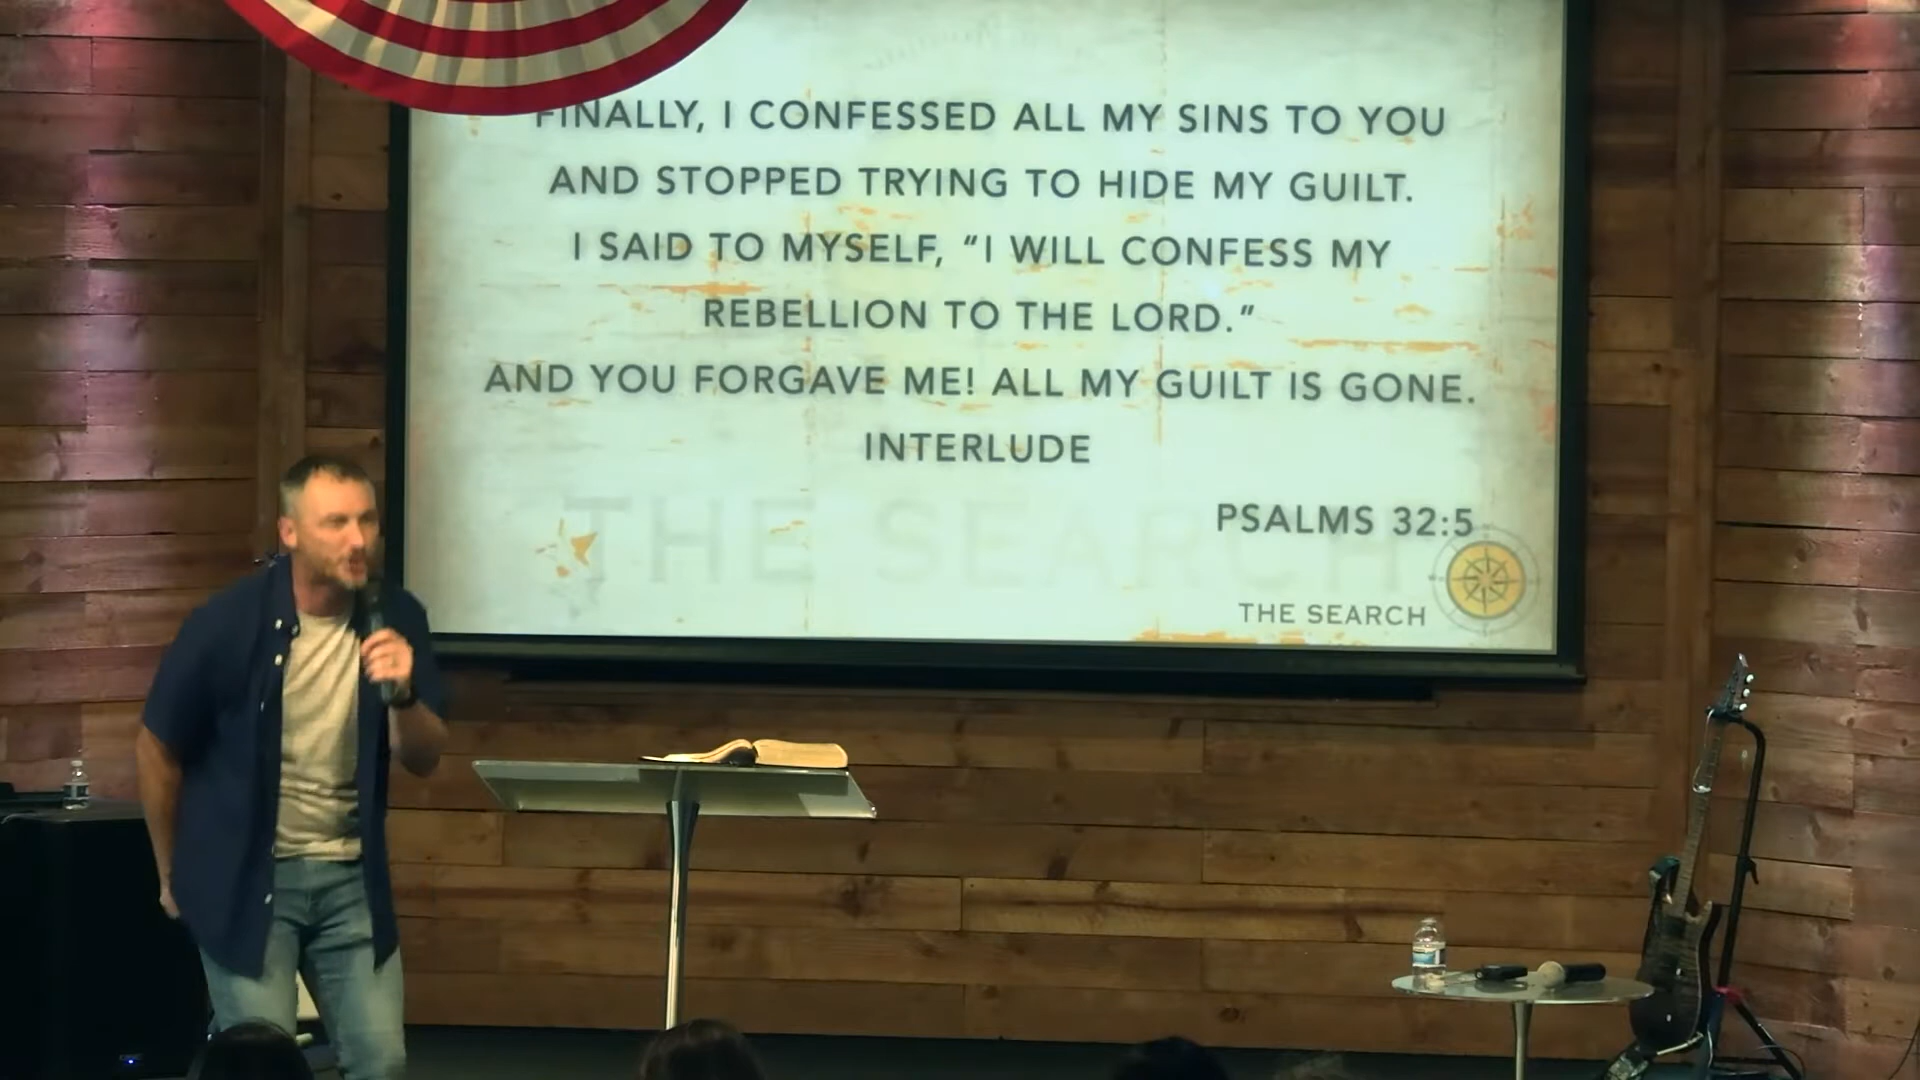 FINALLY, I CONFESSED ALL MY SINS TO YOU
AND STOPPED TRYING TO HIDE MY GUILT.
I SAID TO MYSELF, “I WILL CONFESS MY
REBELLION TO THE LORD.”
AND YOU FORGAVE ME! ALL MY GUILT IS GONE.
INTERLUDE
PSALMS 32:5
THE SEARCH
THE SEARCH